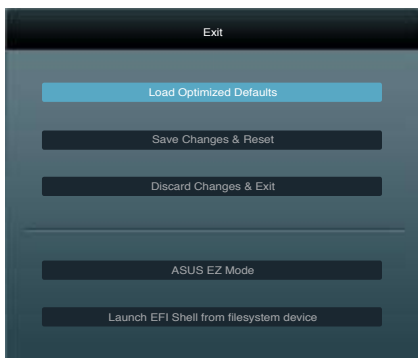 Exit
Load Optimized Defaults
Save Changes & Reset
Discard Changes & Exit
ASUS EZ Mode
Launch EFI Shell from filesystem device